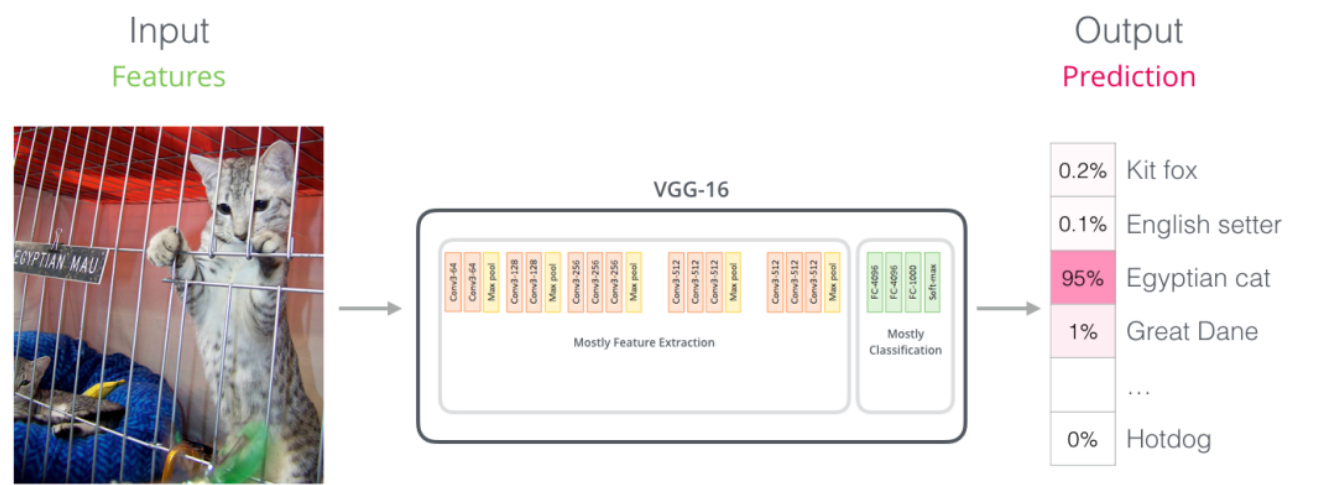 Input
Features
EGYPTIAN MAU
VGG-16
Conv3-64
Conv3-64
Max pool
Conv3-128
Conv3-128
Max pool
Conv3-256
Conv3-256
Conv3-256
Max pool
Conv3-512
Conv3-512
Conv3-512
Max pool
Conv3-512
Conv3-512
Conv3-512
Max pool
Mostly Feature Extraction
FC-4096
FC-4096
FC-1000
Soft-max
Mostly
Classification
Output
Prediction
0.2% Kit fox
0.1% English setter
95% Egyptian cat
1% Great Dane
...
0% Hotdog